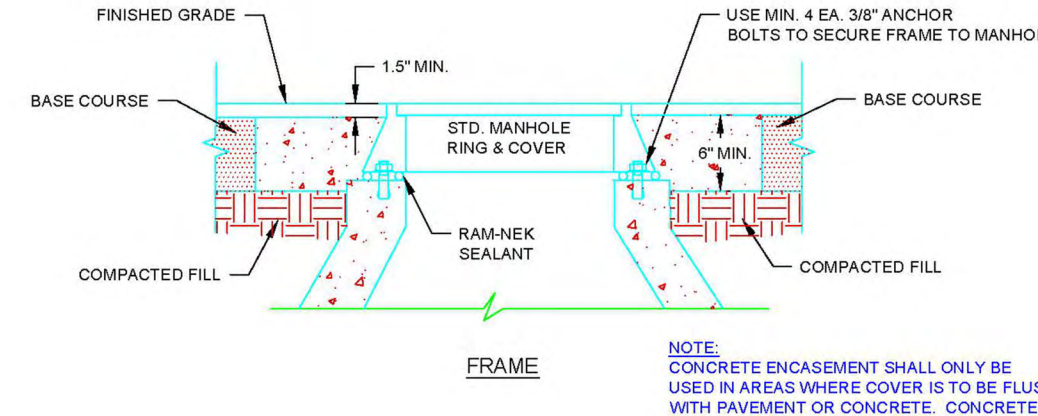 FINISHED GRADE
USE MIN. 4 EA. 3/8" ANCHOR
BOLTS TO SECURE FRAME TO
1.5" MIN.
BASE COURSE
BASE COURSE
STD. MANHOLE
RING & COVER
6" MIN.
RAM-NEK
SEALANT
COMPACTED FILL
COMPACTED FILL
FRAME
NOTE:
CONCRETE ENCASEMENT SHALL ONLY BE
USED IN AREAS WHERE COVER IS TO BE
WITH PAVEMENT OR CONCRETE. CONCRETE